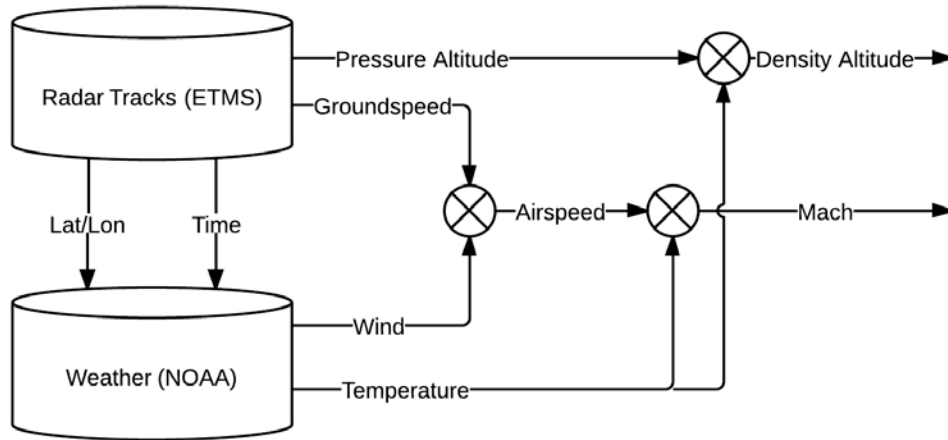 Pressure Altitude
Density Altitude
Radar Tracks (ETMS)
Groundspeed
Lat/Lon
Time
Airspeed
Mach
Wind
Weather (NOAA)
Temperature